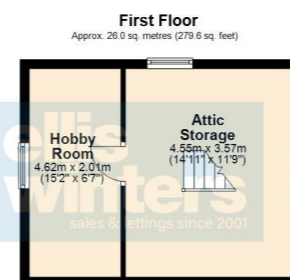 First Floor
Approx. 26.0 sq. metres (279.6 sq. feet)
Hobby
Room
4.62m x 2.01m
(15'2" x 6'7")
Attic
Storage
4.55m x 3.57m
(14'11" x 11'9")
ellis
winters
sales & lettings since 2001